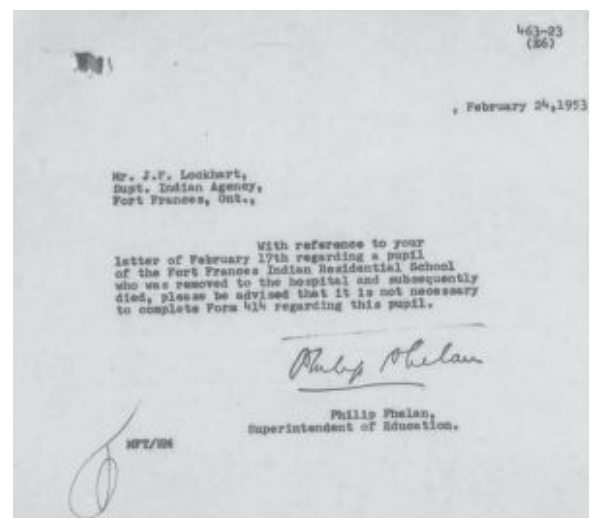 463-23
(E6)
, February 24,1953
Mr. J.F. Lockhart,
Supt. Indian Agency,
Fort Frances, Ont.,
With reference to your
letter of February 17th regarding a pupil
of the Fort Frances Indian Residential School
who was removed to the hospital and subsequently
died, please be advised that it is not necessary
to complete Form 414 regarding this pupil.
Philip Phelan
Philip Phelan,
Superintendent of Education.